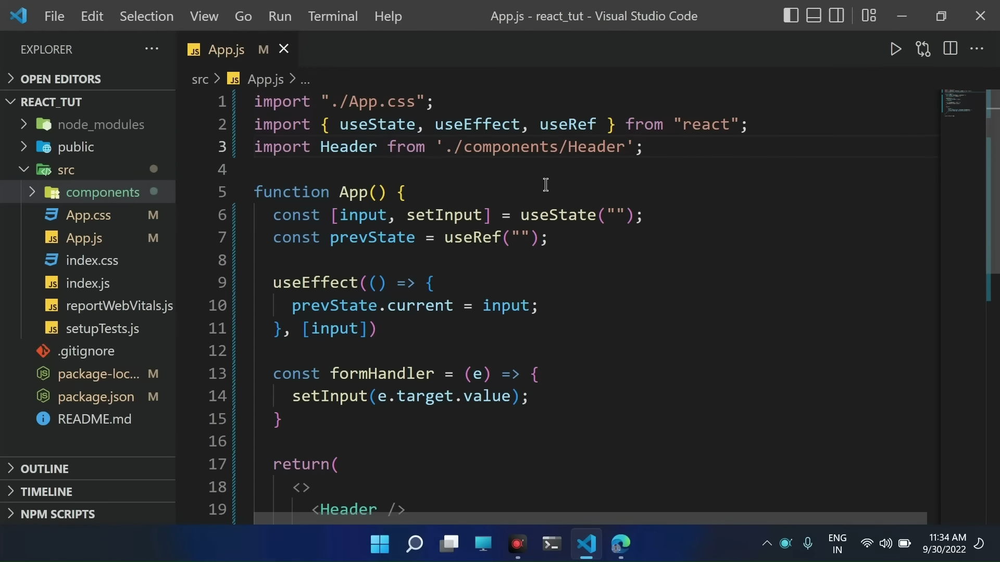 File Edit Selection View Go Run Terminal Help App.js - react_tut - Visual Studio Code
EXPLORER ···
OPEN EDITORS
REACT_TUT
node_modules
public
src
components
App.css M
App.js M
index.css
index.js
reportWebVitals.js
setupTests.js
.gitignore
package-loc... M
package.json M
README.md
OUTLINE
TIMELINE
NPM SCRIPTS
JS App.js M
src > JS App.js > ...
1 import "./App.css";
2 import { useState, useEffect, useRef } from "react";
3 import Header from './components/Header';
4
5 function App() {
6 const [input, setInput] = useState("");
7 const prevState = useRef("");
8
9 useEffect(() => {
10 prevState.current = input;
11 }, [input])
12
13 const formHandler = (e) => {
14 setInput(e.target.value);
15 }
16
17 return(
18 <>
19 <Header />
ENG
IN
11:34 AM
9/30/2022